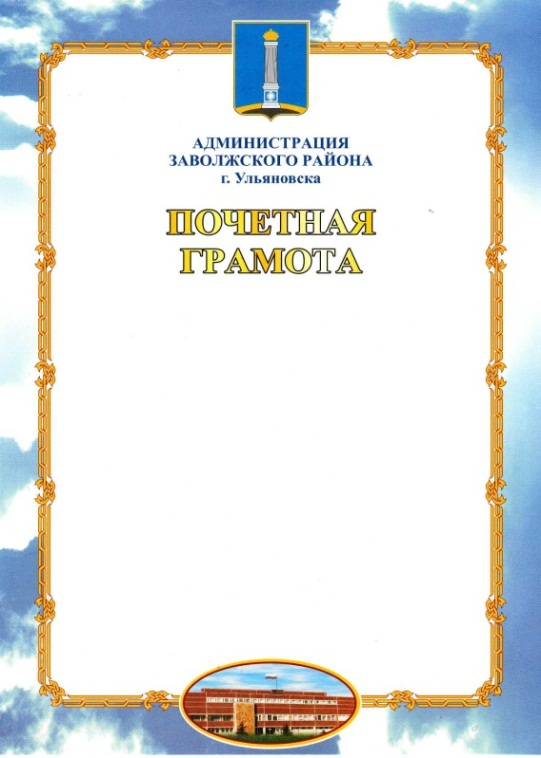 АДМИНИСТРАЦИЯ
ЗАВОЛЖСКОГО РАЙОНА
г. Ульяновска
ПОЧЕТНАЯ
ГРАМОТА